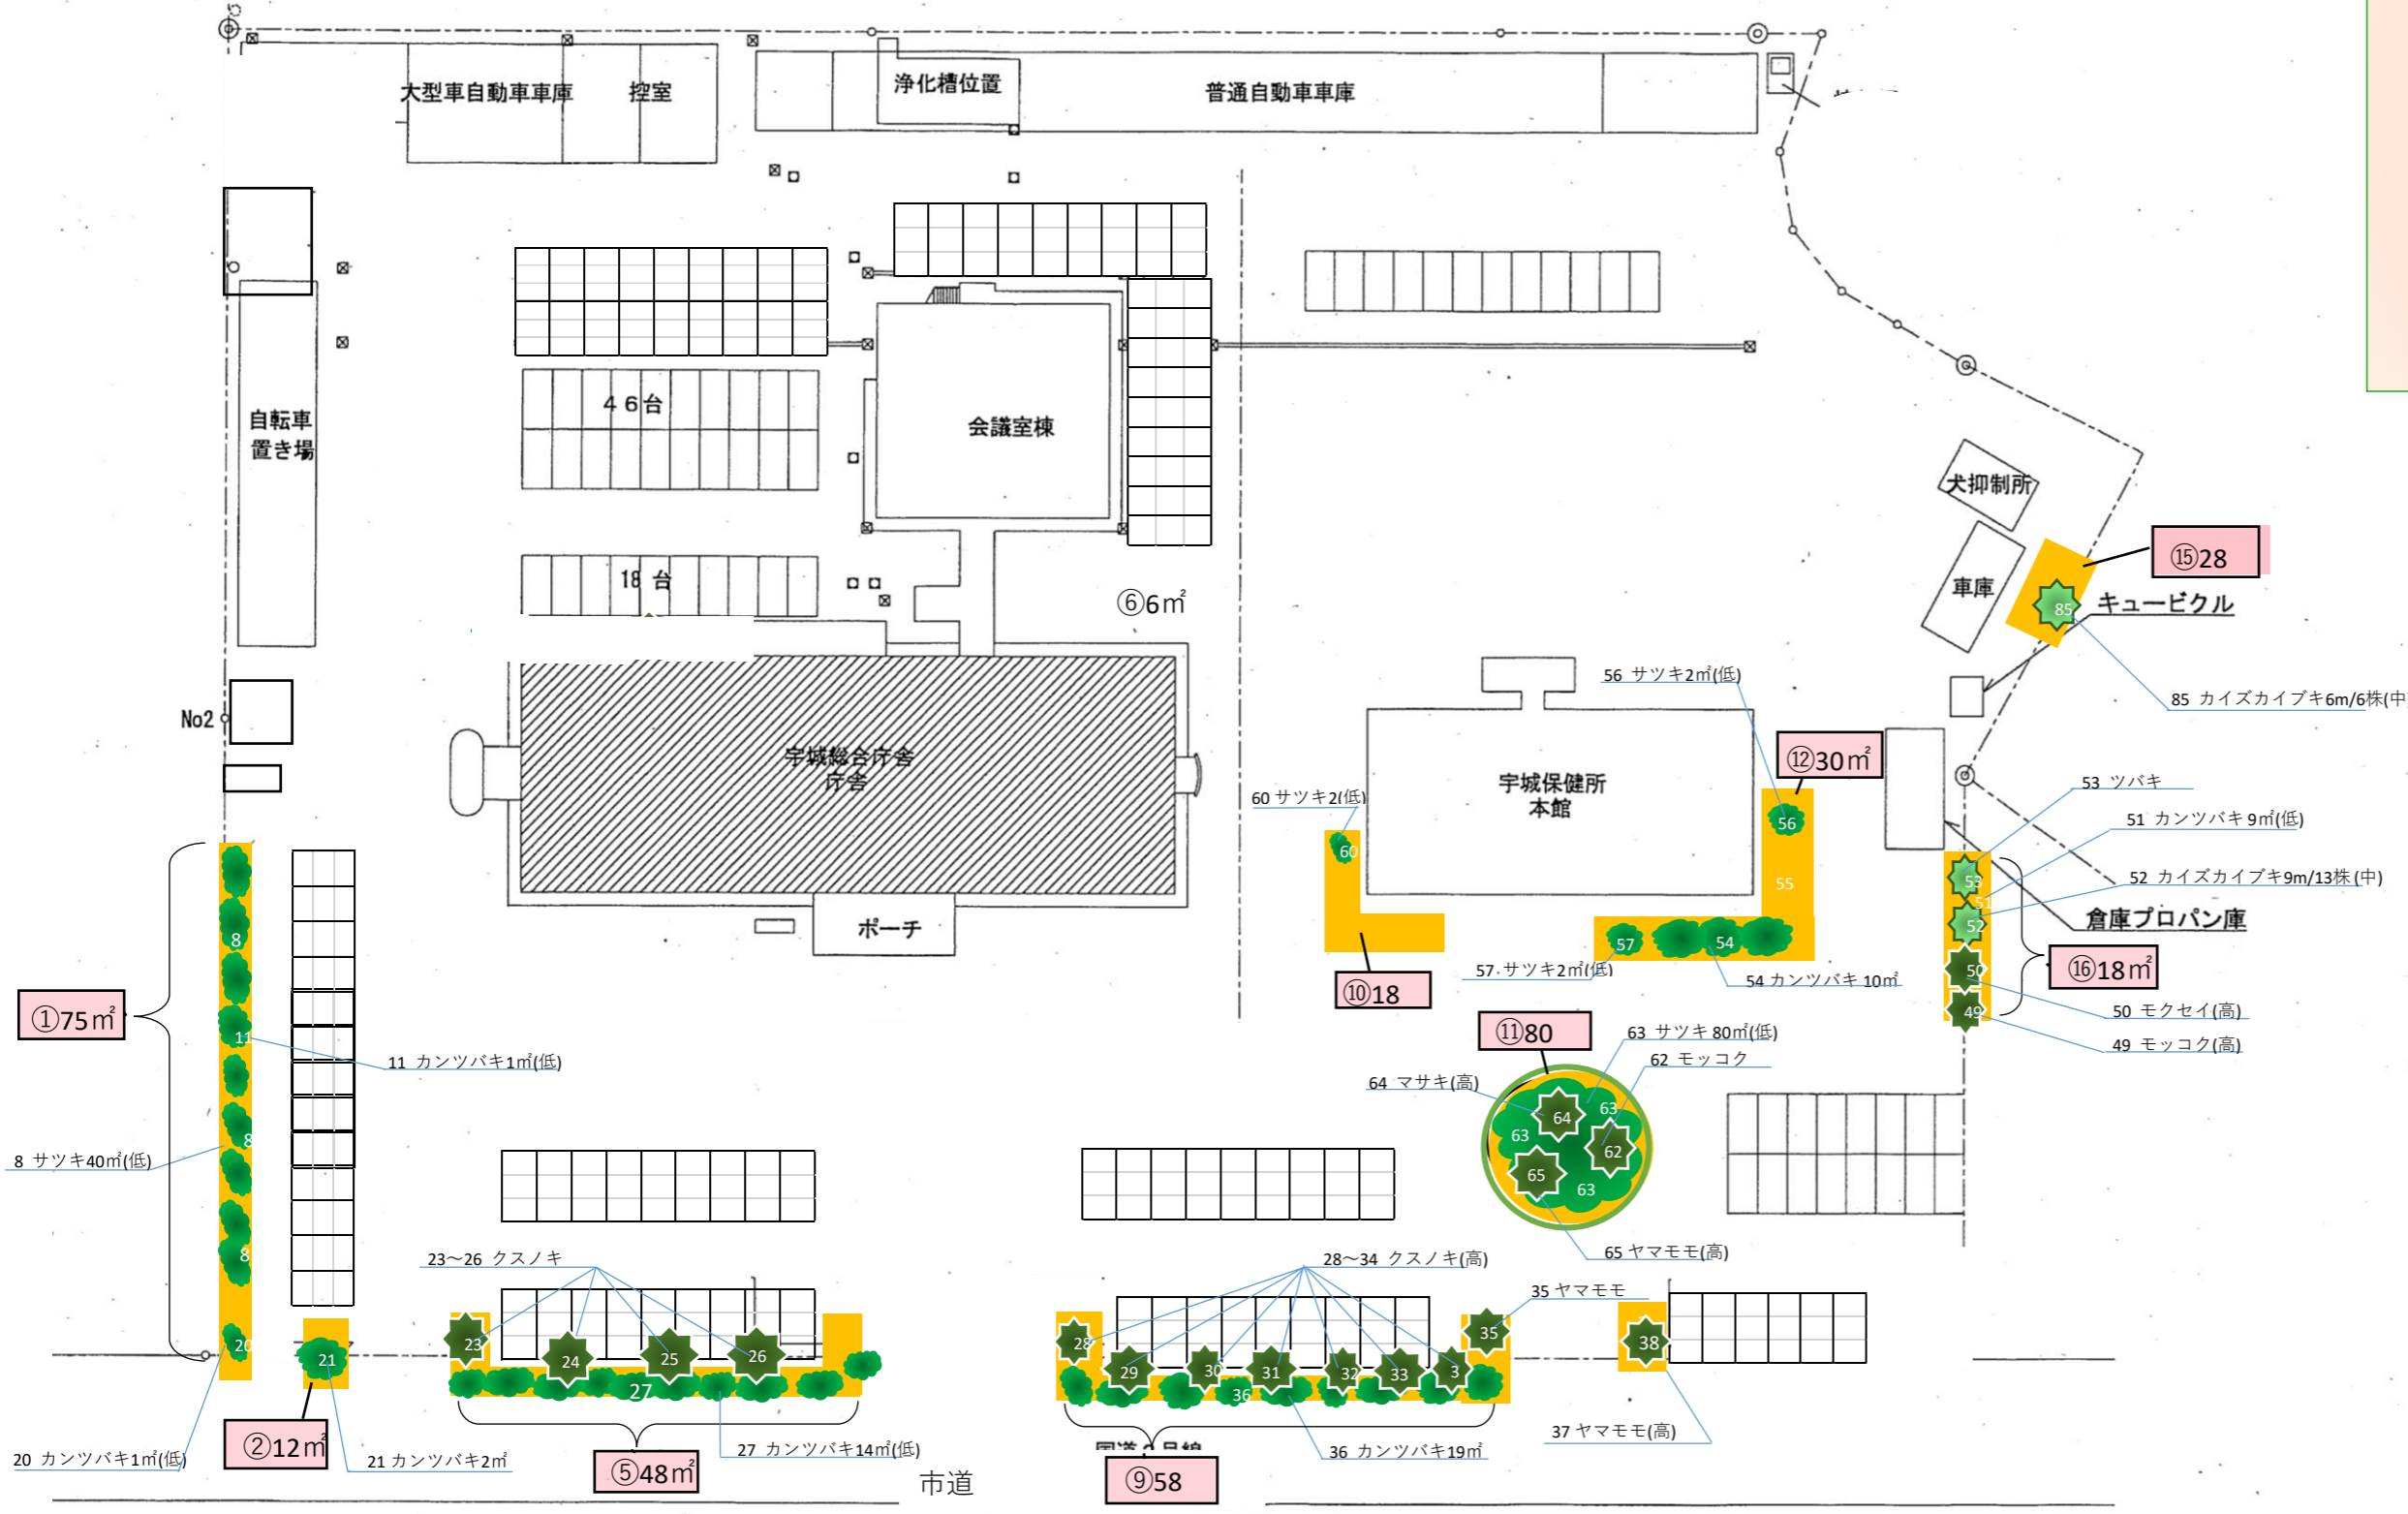 大型車自動車車庫
控室
浄化槽位置
普通自動車車庫
自転車
置き場
46台
会議室棟
18台
⑥6㎡
犬抑制所
車庫
⑮28
85
キュービクル
85 カイズカイブキ6m/6株(中
No2
宇城総合庁舎
庁舎
ポーチ
56 サツキ2㎡(低)
⑫30㎡
宇城保健所
本館
60 サツキ2(低)
60
56
55
57
54
57 サツキ2㎡(低)
54 カンツバキ 10㎡
⑩18
53 ツバキ
51 カンツバキ 9㎡(低)
52 カイズカイブキ9m/13株(中)
倉庫プロパン庫
53
51
52
50
49
⑯18㎡
50 モクセイ(高)
49 モッコク(高)
①75㎡
8
11
8
8
20
11 カンツバキ1㎡(低)
8 サツキ40㎡(低)
⑪80
63 サツキ 80㎡(低)
62 モッコク
64 マサキ(高)
64
63
63
62
65
63
65 ヤマモモ(高)
23～26 クスノキ
28～34 クスノキ(高)
35 ヤマモモ
21
23
24
25
26
27
28
29
30
31
32
33
3
35
36
38
37 ヤマモモ(高)
②12㎡
20 カンツバキ1㎡(低)
21 カンツバキ2㎡
⑤48㎡
27 カンツバキ14㎡(低)
市道
⑨58
36 カンツバキ19㎡